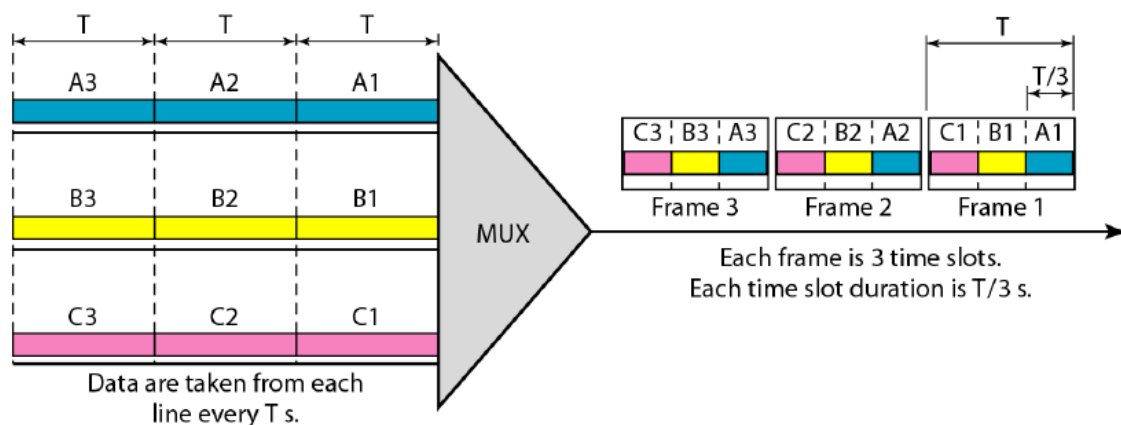 T T T
T
T/3
A3 A2 A1
C3 B3 A3 C2 B2 A2 C1 B1 A1
Frame 3 Frame 2 Frame 1
B3 B2 B1
MUX
Each frame is 3 time slots.
Each time slot duration is T/3 s.
C3 C2 C1
Data are taken from each
line every T s.